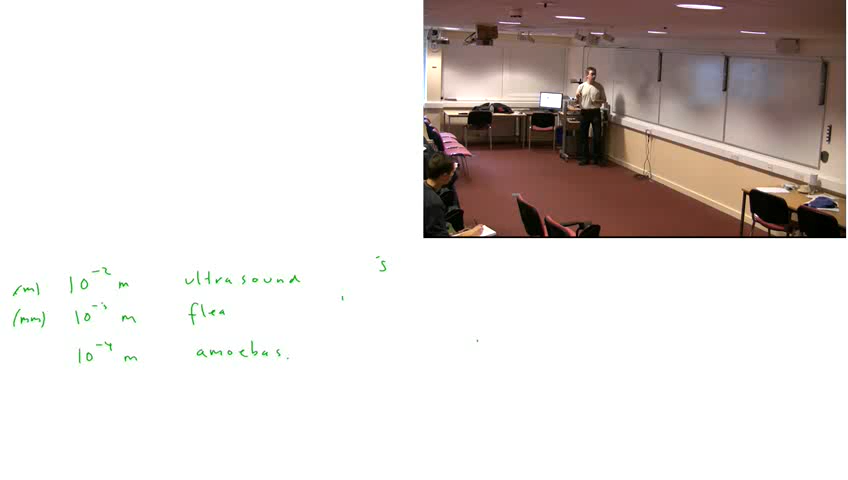 (m) 10⁻² m ultrasound
(mm) 10⁻³ m flea
10⁻⁴ m amoebas.